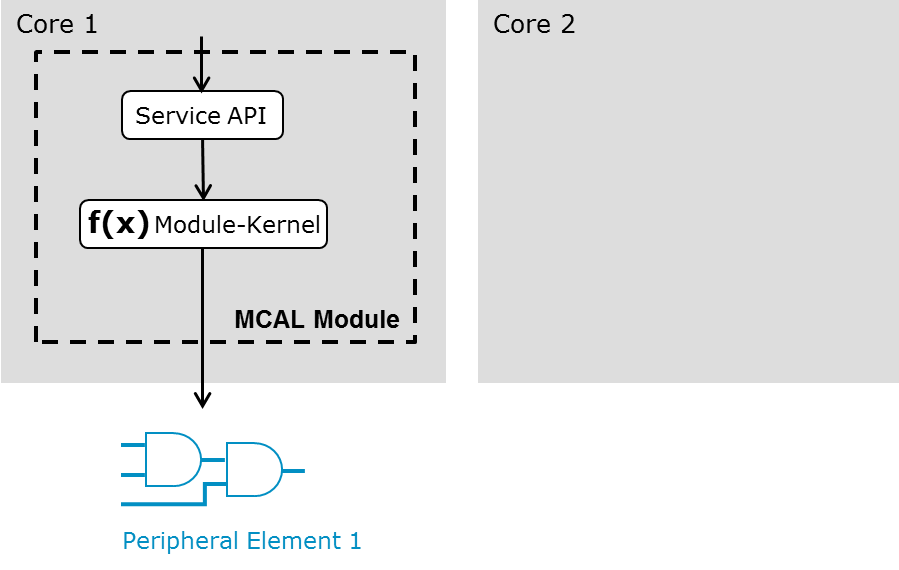 Core 1
Core 2
Service API
f(x) Module-Kernel
MCAL Module
Peripheral Element 1